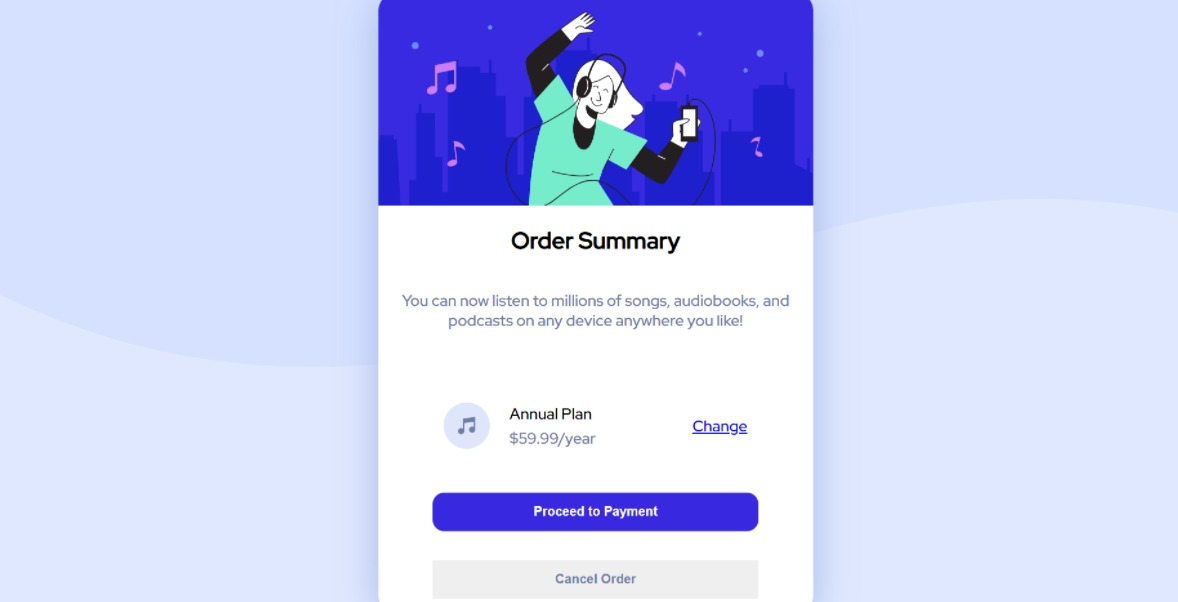 Order Summary
You can now listen to millions of songs, audiobooks, and
podcasts on any device anywhere you like!
Annual Plan
$59.99/year
Change
Proceed to Payment
Cancel Order